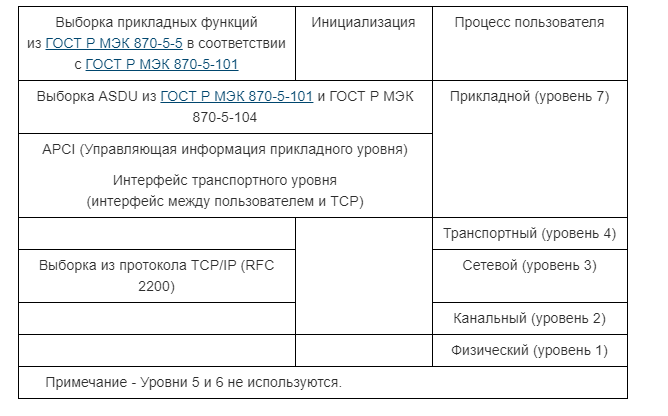 Выборка прикладных функций
из ГОСТ Р МЭК 870-5-5 в соответствии
с ГОСТ Р МЭК 870-5-101
Инициализация
Процесс пользователя
Выборка ASDU из ГОСТ Р МЭК 870-5-101 и ГОСТ Р МЭК
870-5-104
Прикладной (уровень 7)
APCI (Управляющая информация прикладного уровня)
Интерфейс транспортного уровня
(интерфейс между пользователем и TCP)
Транспортный (уровень 4)
Выборка из протокола TCP/IP (RFC
2200)
Сетевой (уровень 3)
Канальный (уровень 2)
Физический (уровень 1)
Примечание - Уровни 5 и 6 не используются.